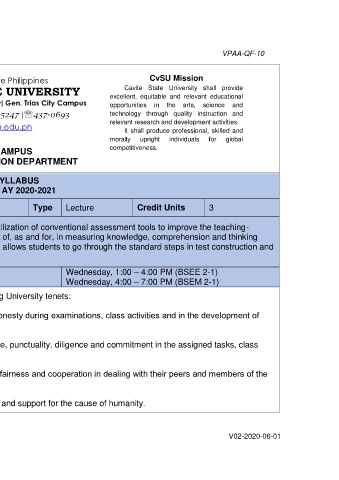 VPAA-QF-10
e Philippines
E UNIVERSITY
| Gen. Trias City Campus
5247 |☏ 437-0693
.edu.ph
AMPUS
ION DEPARTMENT
CvSU Mission
Cavite State University shall provide
excellent, equitable and relevant educational
opportunities in the arts, science and
technology through quality instruction and
relevant research and development activities.
It shall produce professional, skilled and
morally upright individuals for global
competitiveness.
YLLABUS
AY 2020-2021
Type Lecture Credit Units 3
ilization of conventional assessment tools to improve the teaching-
t of, as and for, in measuring knowledge, comprehension and thinking
allows students to go through the standard steps in test construction and
Wednesday, 1:00 – 4:00 PM (BSEE 2-1)
Wednesday, 4:00 – 7:00 PM (BSEM 2-1)
g University tenets:
onesty during examinations, class activities and in the development of
e, punctuality, diligence and commitment in the assigned tasks, class
fairness and cooperation in dealing with their peers and members of the
and support for the cause of humanity.
V02-2020-06-01